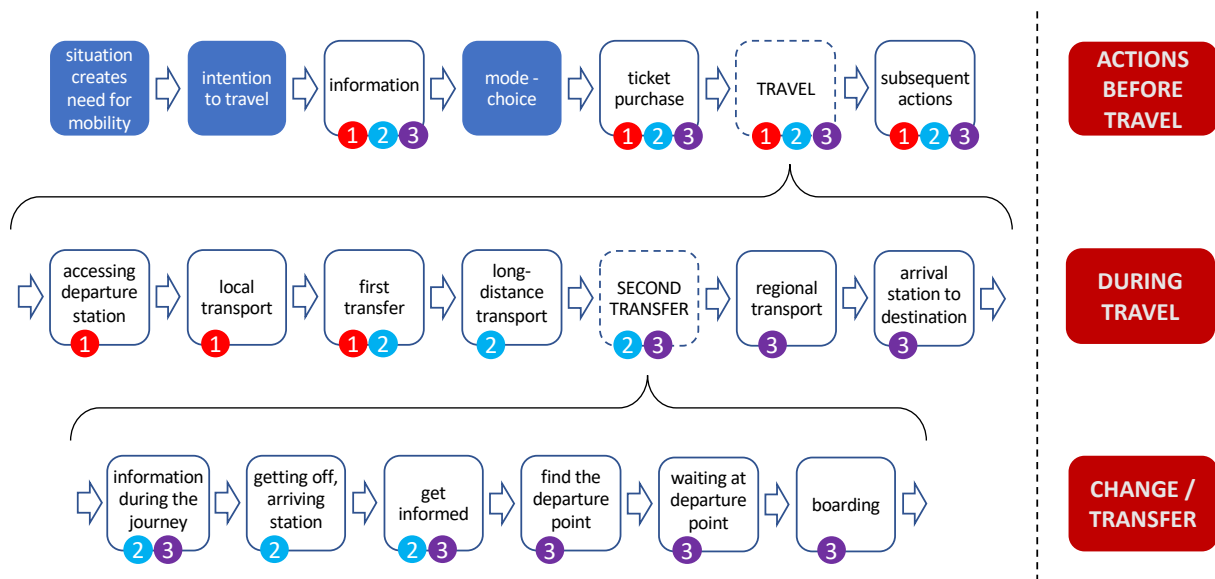 situation
creates
need for
mobility
intention
to travel
information
1 2 3
mode -
choice
ticket
purchase
1 2 3
TRAVEL
1 2 3
subsequent
actions
1 2 3
ACTIONS
BEFORE
TRAVEL
accessing
departure
station
1
local
transport
1
first
transfer
1 2
long-
distance
transport
2
SECOND
TRANSFER
2 3
regional
transport
3
arrival
station to
destination
3
DURING
TRAVEL
information
during the
journey
2 3
getting off,
arriving
station
2
get
informed
2 3
find the
departure
point
3
waiting at
departure
point
3
boarding
3
CHANGE /
TRANSFER